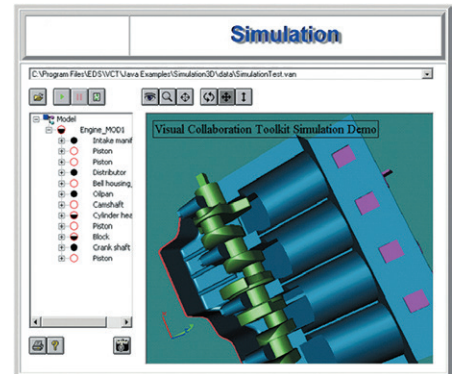 Simulation
C:\Program Files\EDS\VCT\Java Examples\Simulation3D\data\SimulationTest.van
Model
Engine_MOD1
Intake manif
Piston
Piston
Distributor
Bell housing_
Oilpan
Camshaft
Cylinder hea
Piston
Block
Crank shaft
Piston
Visual Collaboration Toolkit Simulation Demo